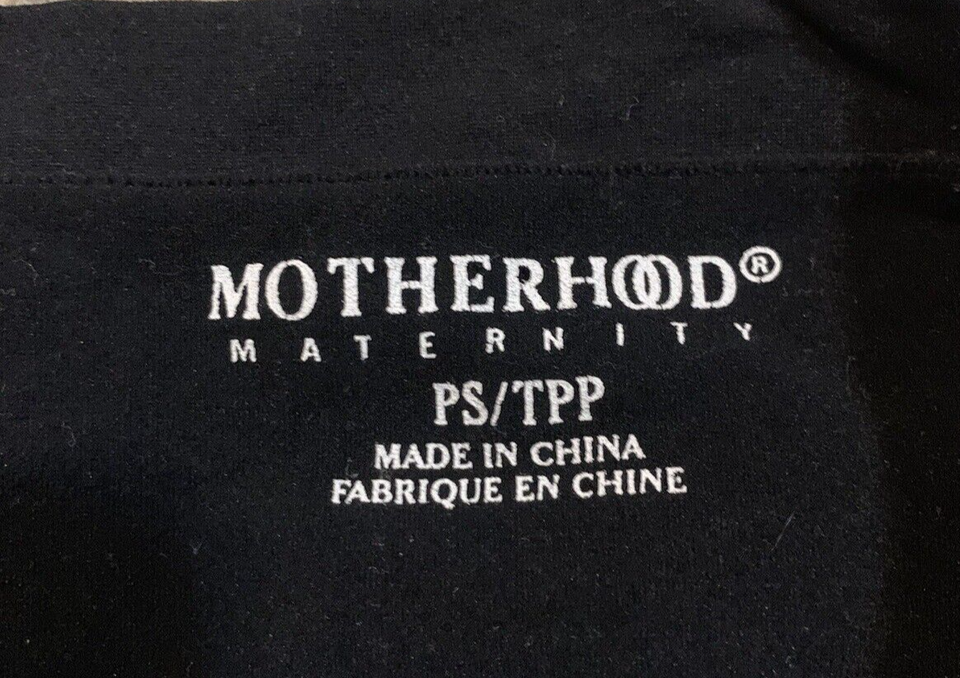 MOTHERHOOD®
MATERNITY
PS/TPP
MADE IN CHINA
FABRIQUE EN CHINE